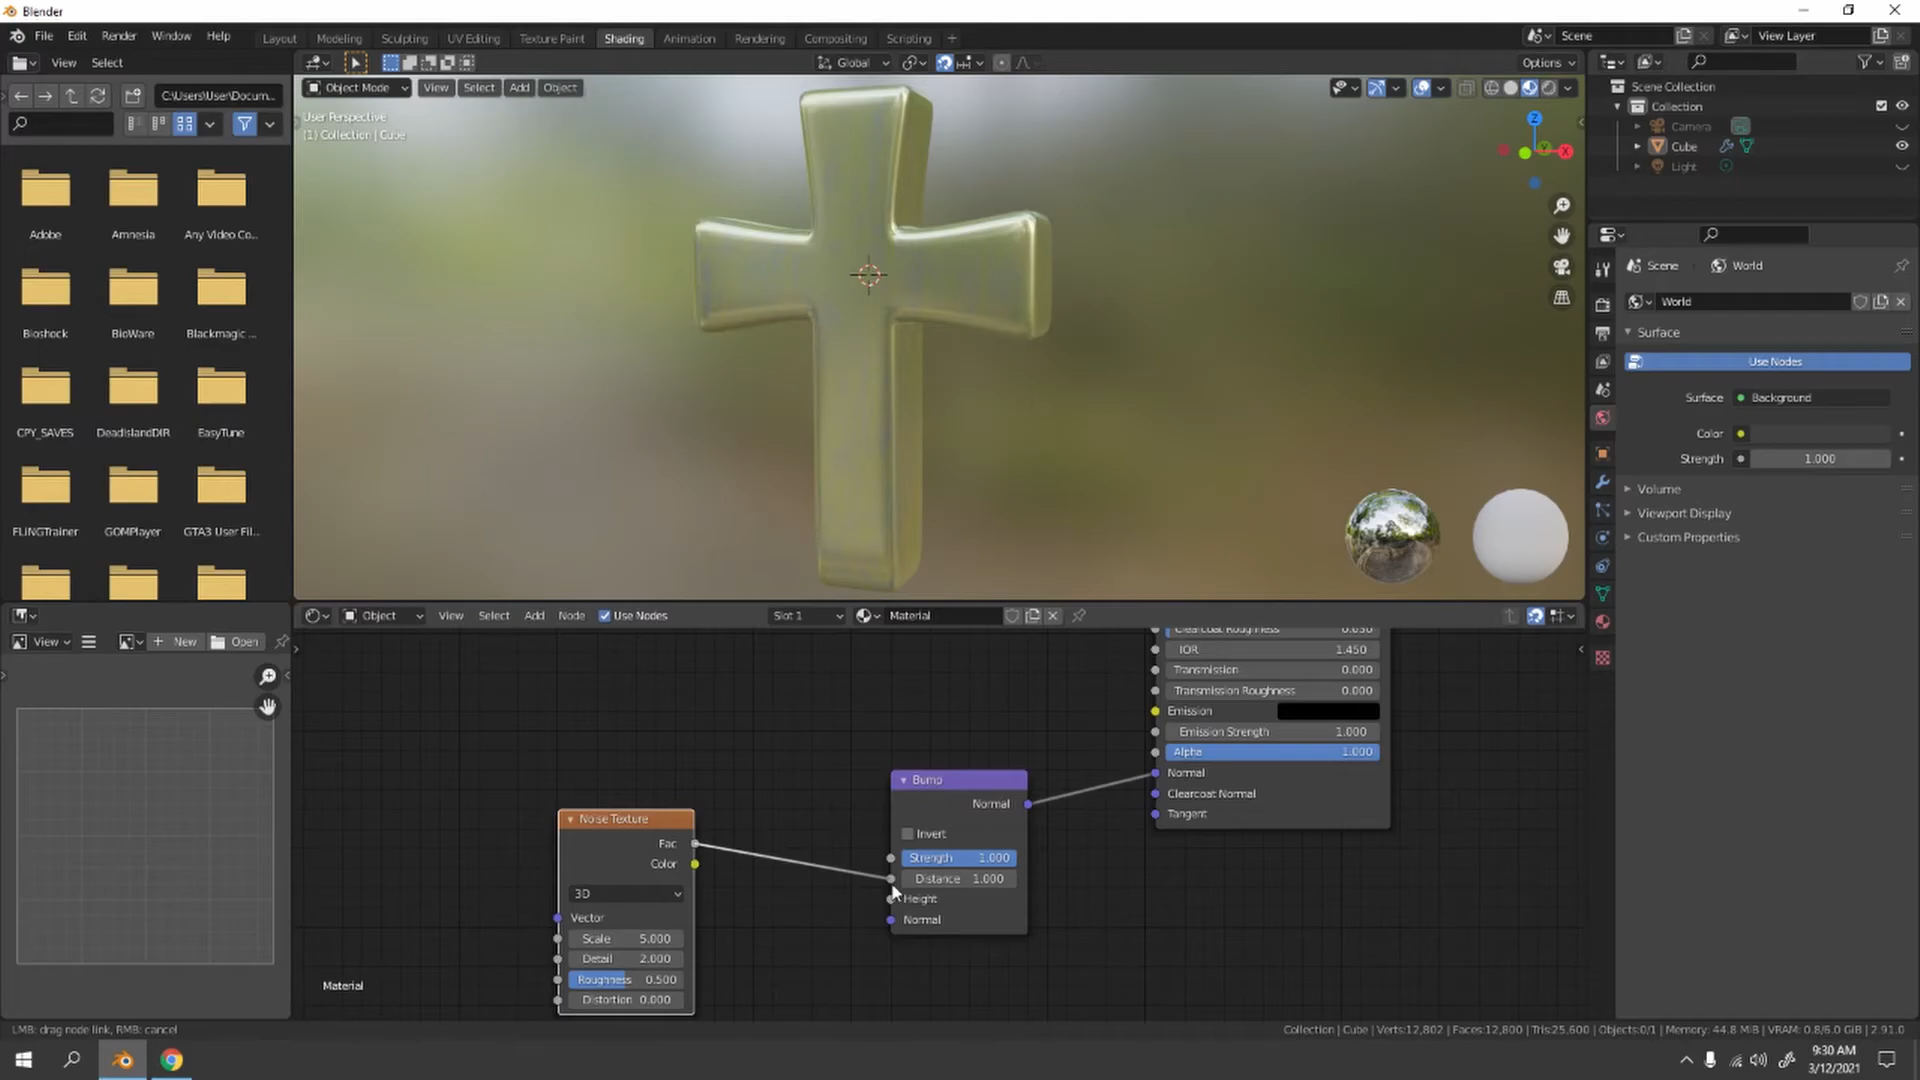 Blender
File Edit Render Window Help
Layout Modeling Sculpting UV Editing Texture Paint Shading Animation Rendering Compositing Scripting +
Scene
View Layer
View Select
Global
Options
C:\Users\User\Docum...
Object Mode View Select Add Object
User Perspective
(1) Collection | Cube
Z
Y
X
Scene Collection
Collection
Camera
Cube
Light
Adobe Amnesia Any Video Co...
Bioshock BioWare Blackmagic ...
CPY_SAVES DeadIslandDIR EasyTune
FLINGTrainer GOMPlayer GTA3 User Fil...
Scene World
World
Surface
Use Nodes
Surface Background
Color
Strength 1.000
Volume
Viewport Display
Custom Properties
View New Open
Object View Select Add Node Use Nodes Slot 1 Material
Clearcoat Roughness 0.030
IOR 1.450
Transmission 0.000
Transmission Roughness 0.000
Emission
Emission Strength 1.000
Alpha 1.000
Normal
Clearcoat Normal
Tangent
Bump
Normal
Invert
Strength 1.000
Distance 1.000
Height
Normal
Noise Texture
Fac
Color
3D
Vector
Scale 5.000
Detail 2.000
Roughness 0.500
Distortion 0.000
Material
LMB: drag node link, RMB: cancel
Collection | Cube | Verts:12,802 | Faces:12,800 | Tris:25,600 | Objects:0/1 | Memory: 44.8 MiB | VRAM: 0.8/6.0 GiB | 2.91.0
9:30 AM
3/12/2021